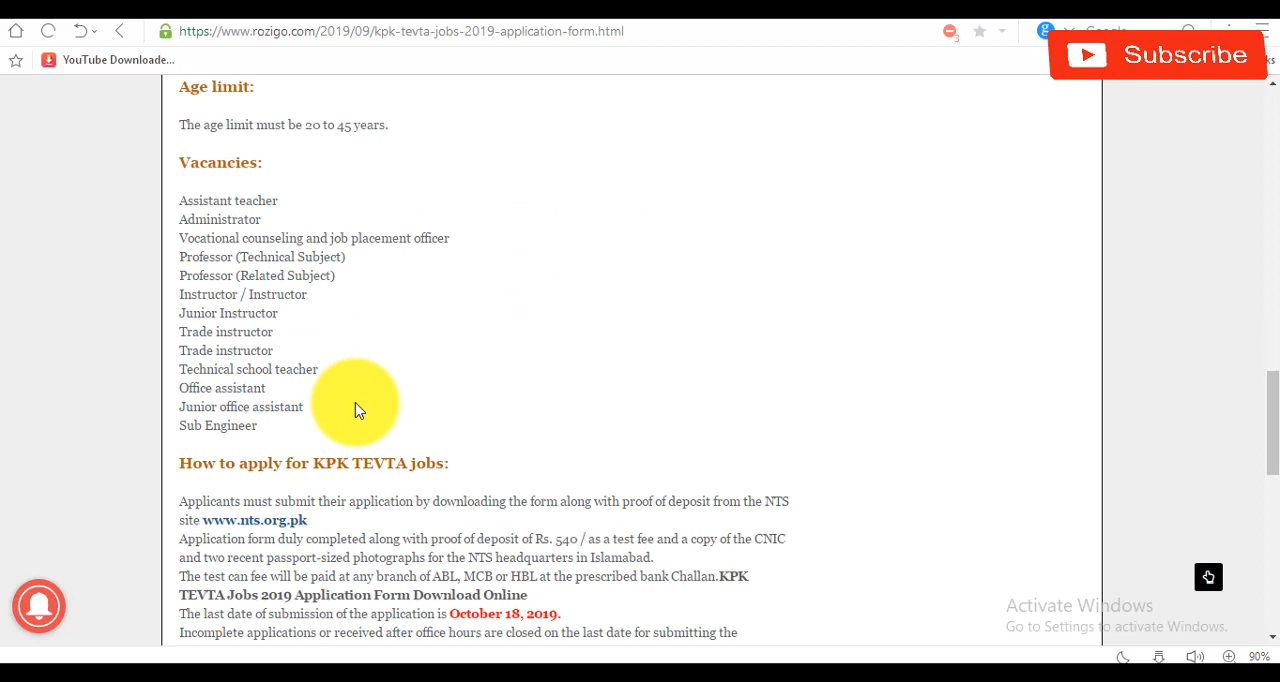 https://www.rozigo.com/2019/09/kpk-tevta-jobs-2019-application-form.html
3
YouTube Downloade...
Subscribe
Age limit:
The age limit must be 20 to 45 years.
Vacancies:
Assistant teacher
Administrator
Vocational counseling and job placement officer
Professor (Technical Subject)
Professor (Related Subject)
Instructor / Instructor
Junior Instructor
Trade instructor
Trade instructor
Technical school teacher
Office assistant
Junior office assistant
Sub Engineer
How to apply for KPK TEVTA jobs:
Applicants must submit their application by downloading the form along with proof of deposit from the NTS
site www.nts.org.pk
Application form duly completed along with proof of deposit of Rs. 540 / as a test fee and a copy of the CNIC
and two recent passport-sized photographs for the NTS headquarters in Islamabad.
The test can fee will be paid at any branch of ABL, MCB or HBL at the prescribed bank Challan.KPK
TEVTA Jobs 2019 Application Form Download Online
The last date of submission of the application is October 18, 2019.
Incomplete applications or received after office hours are closed on the last date for submitting the
Activate Windows
Go to Settings to activate Windows.
90%